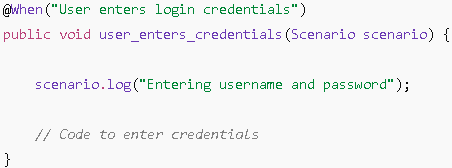 @When("User enters login credentials")
public void user_enters_credentials(Scenario scenario) {
scenario.log("Entering username and password");
// Code to enter credentials
}